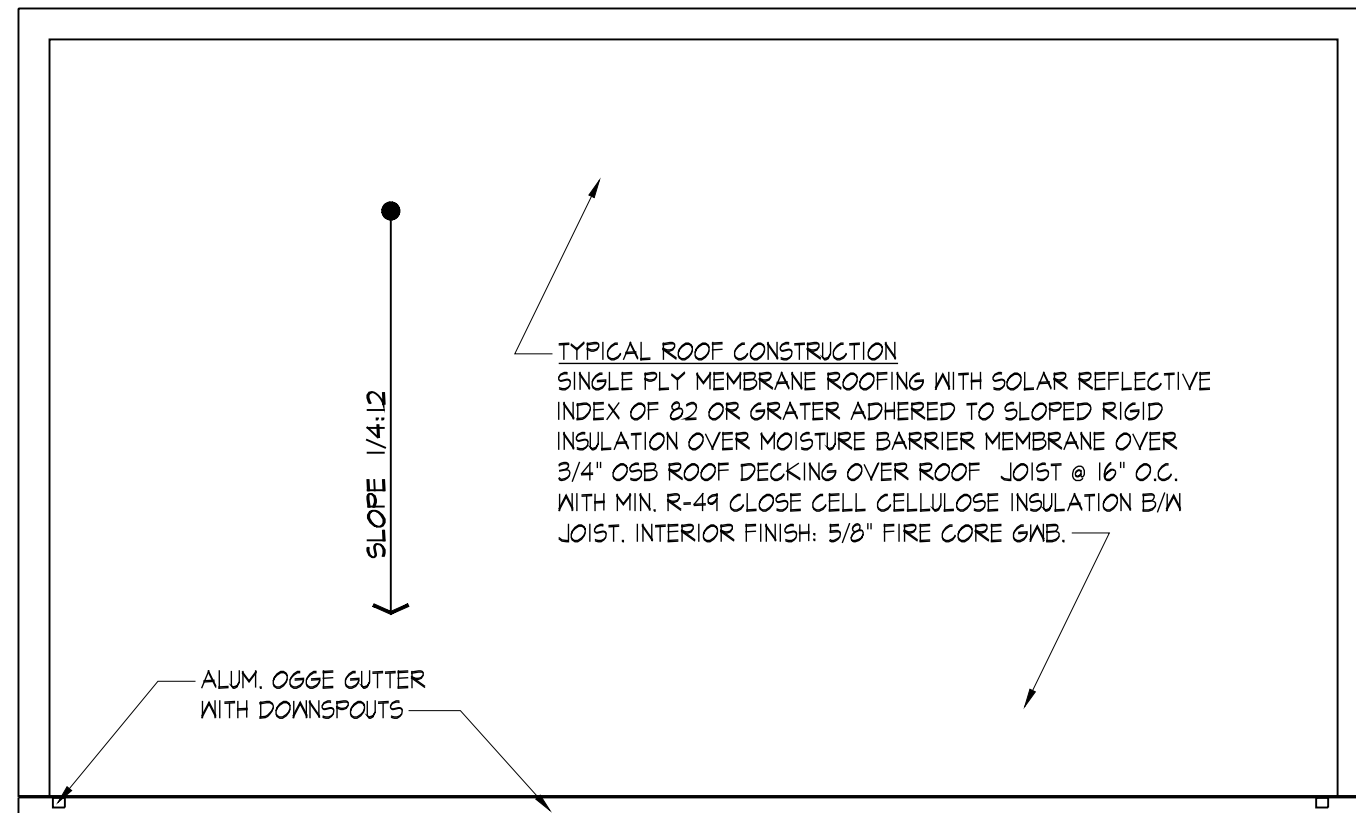 TYPICAL ROOF CONSTRUCTION
SINGLE PLY MEMBRANE ROOFING WITH SOLAR REFLECTIVE
INDEX OF 82 OR GRATER ADHERED TO SLOPED RIGID
INSULATION OVER MOISTURE BARRIER MEMBRANE OVER
3/4" OSB ROOF DECKING OVER ROOF JOIST @ 16" O.C.
WITH MIN. R-49 CLOSE CELL CELLULOSE INSULATION B/W
JOIST. INTERIOR FINISH: 5/8" FIRE CORE GWB.
SLOPE 1/4:12
ALUM. OGGE GUTTER
WITH DOWNSPOUTS